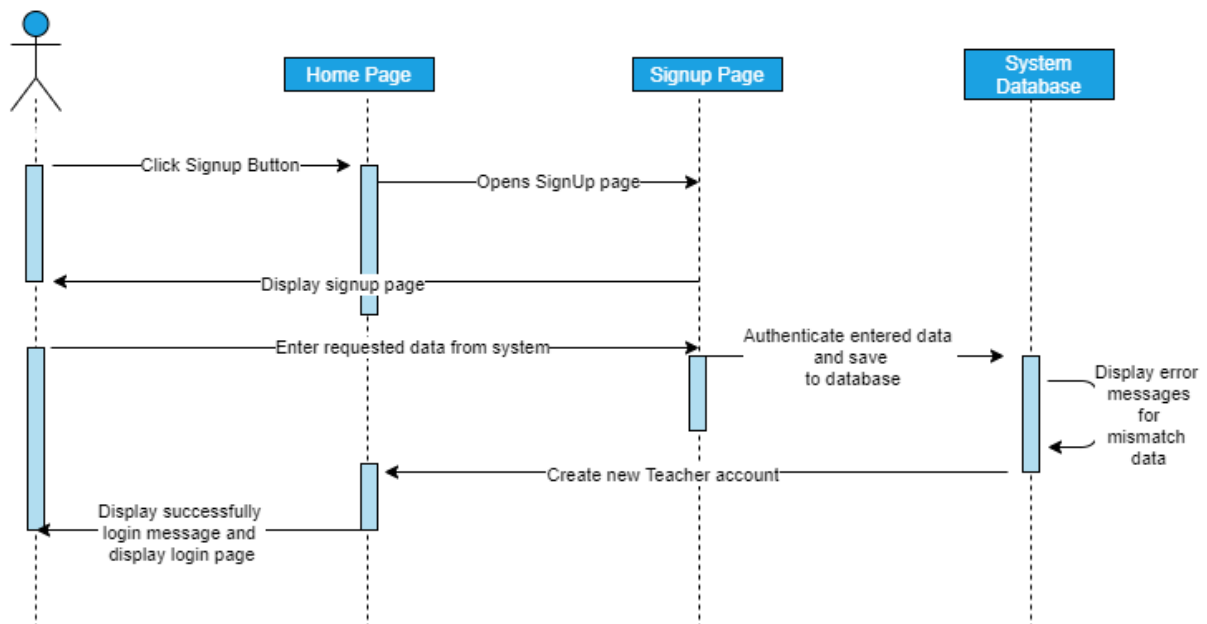 Home Page
Signup Page
System
Database
Click Signup Button
Opens SignUp page
Display signup page
Enter requested data from system
Authenticate entered data
and save
to database
Display error
messages
for
mismatch
data
Create new Teacher account
Display successfully
login message and
display login page